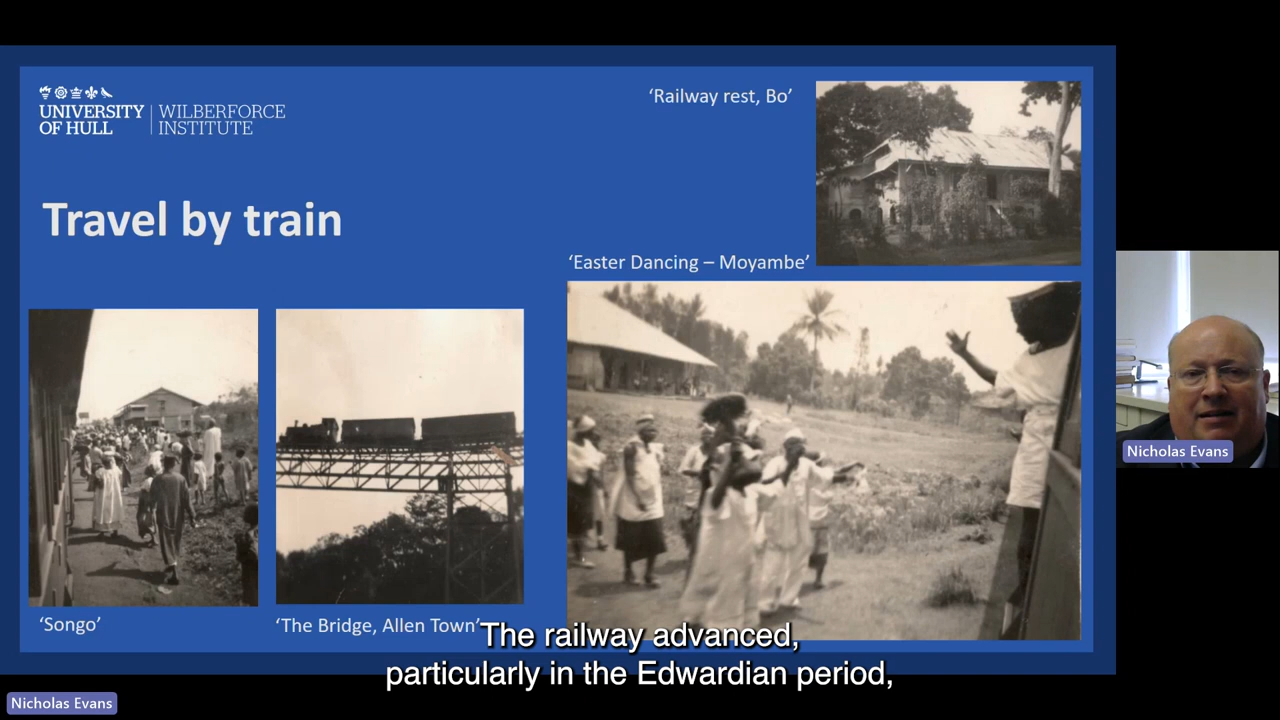 UNIVERSITY OF HULL
WILBERFORCE INSTITUTE
‘Railway rest, Bo’
Travel by train
‘Easter Dancing – Moyambe’
‘Songo’
‘The Bridge, Allen Town’
Nicholas Evans
The railway advanced,
particularly in the Edwardian period,
Nicholas Evans